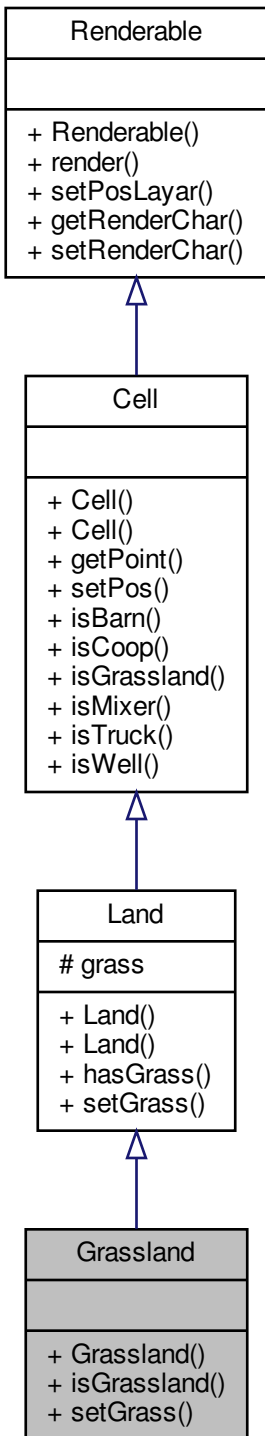 Renderable
+ Renderable()
+ render()
+ setPosLayar()
+ getRenderChar()
+ setRenderChar()
Cell
+ Cell()
+ Cell()
+ getPoint()
+ setPos()
+ isBarn()
+ isCoop()
+ isGrassland()
+ isMixer()
+ isTruck()
+ isWell()
Land
# grass
+ Land()
+ Land()
+ hasGrass()
+ setGrass()
Grassland
+ Grassland()
+ isGrassland()
+ setGrass()